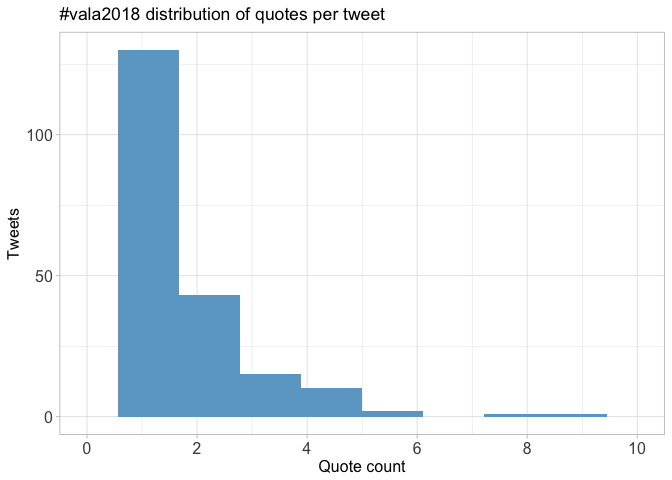 #vala2018 distribution of quotes per tweet
100
50
0
Tweets
0 2 4 6 8 10
Quote count